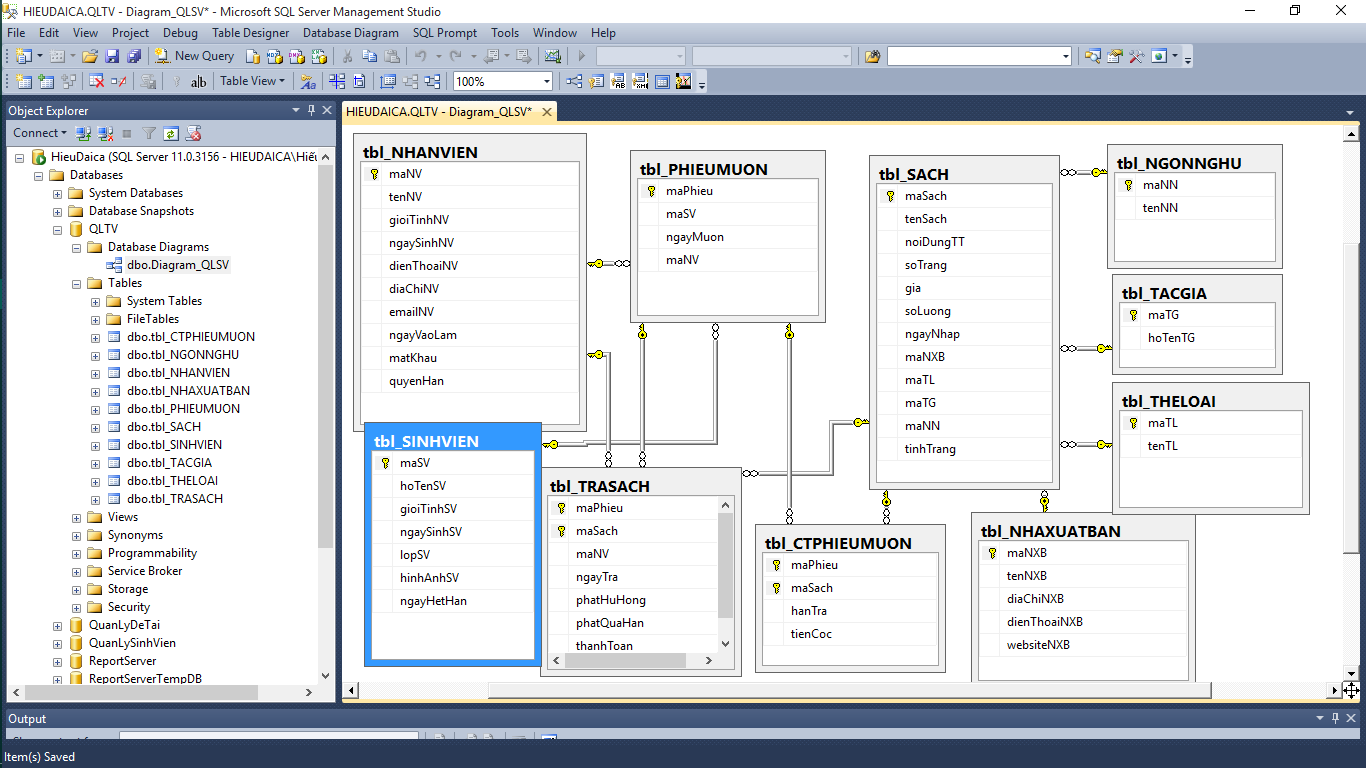 HIEUDAICA.QLTV - Diagram_QLSV* - Microsoft SQL Server Management Studio
File Edit View Project Debug Table Designer Database Diagram SQL Prompt Tools Window Help
New Query
Table View 100%
Object Explorer
Connect
HieuDaica (SQL Server 11.0.3156 - HIEUDAICA\Hiếu
Databases
System Databases
Database Snapshots
QLTV
Database Diagrams
dbo.Diagram_QLSV
Tables
System Tables
FileTables
dbo.tbl_CTPHIEUMUON
dbo.tbl_NGONNGHU
dbo.tbl_NHANVIEN
dbo.tbl_NHAXUATBAN
dbo.tbl_PHIEUMUON
dbo.tbl_SACH
dbo.tbl_SINHVIEN
dbo.tbl_TACGIA
dbo.tbl_THELOAI
dbo.tbl_TRASACH
Views
Synonyms
Programmability
Service Broker
Storage
Security
QuanLyDeTai
QuanLySinhVien
ReportServer
ReportServerTempDB
HIEUDAICA.QLTV - Diagram_QLSV*
tbl_NHANVIEN
maNV
tenNV
gioiTinhNV
ngaySinhNV
dienThoaiNV
diaChiNV
emailNV
ngayVaoLam
matKhau
quyenHan
tbl_PHIEUMUON
maPhieu
maSV
ngayMuon
maNV
tbl_SACH
maSach
tenSach
noiDungTT
soTrang
gia
soLuong
ngayNhap
maNXB
maTL
maTG
maNN
tinhTrang
tbl_NGONNGHU
maNN
tenNN
tbl_TACGIA
maTG
hoTenTG
tbl_THELOAI
maTL
tenTL
tbl_SINHVIEN
maSV
hoTenSV
gioiTinhSV
ngaySinhSV
lopSV
hinhAnhSV
ngayHetHan
tbl_TRASACH
maPhieu
maSach
maNV
ngayTra
phatHuHong
phatQuaHan
thanhToan
tbl_CTPHIEUMUON
maPhieu
maSach
hanTra
tienCoc
tbl_NHAXUATBAN
maNXB
tenNXB
diaChiNXB
dienThoaiNXB
websiteNXB
Output
Item(s) Saved